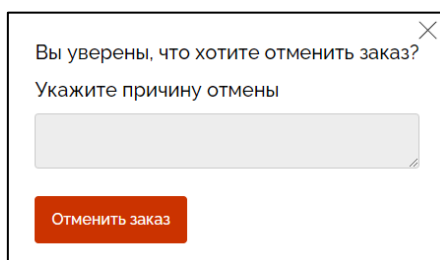 Вы уверены, что хотите отменить заказ?
Укажите причину отмены
Отменить заказ